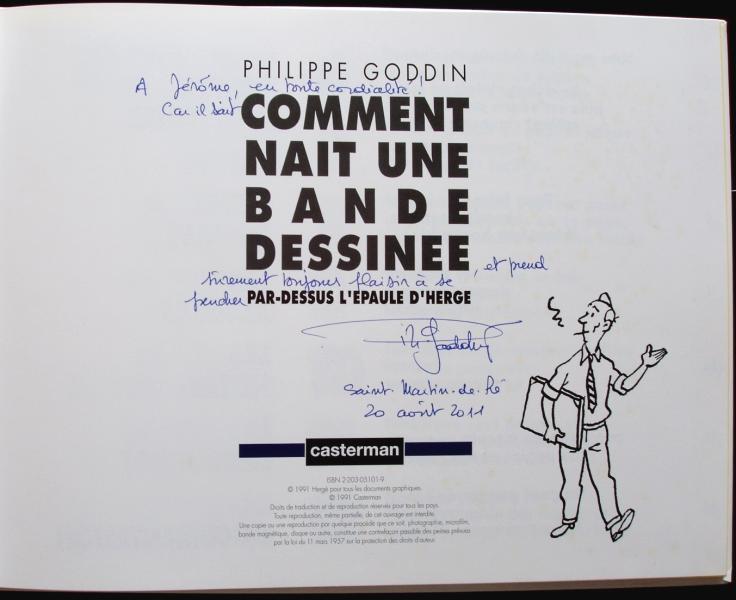 PHILIPPE GODDIN
A Jérôme, en toute cordialité !
Car il sait
COMMENT
NAIT UNE
BANDE
DESSINEE
, et prend
sûrement toujours plaisir à se
pencher
PAR-DESSUS L'EPAULE D'HERGE
Ph. Goddin
Saint-Martin-de-Ré
20 août 2011
casterman
ISBN 2-203-03101-9
© 1991 Hergé pour tous les documents graphiques.
© 1991 Casterman
Droits de traduction et de reproduction réservés pour tous les pays.
Toute reproduction, même partielle, de cet ouvrage est interdite.
Une copie ou une reproduction par quelque procédé que ce soit, photographie, microfilm,
bande magnétique, disque ou autre, constitue une contrefaçon passible des peines prévues
par la loi du 11 mars 1957 sur la protection des droits d'auteur.